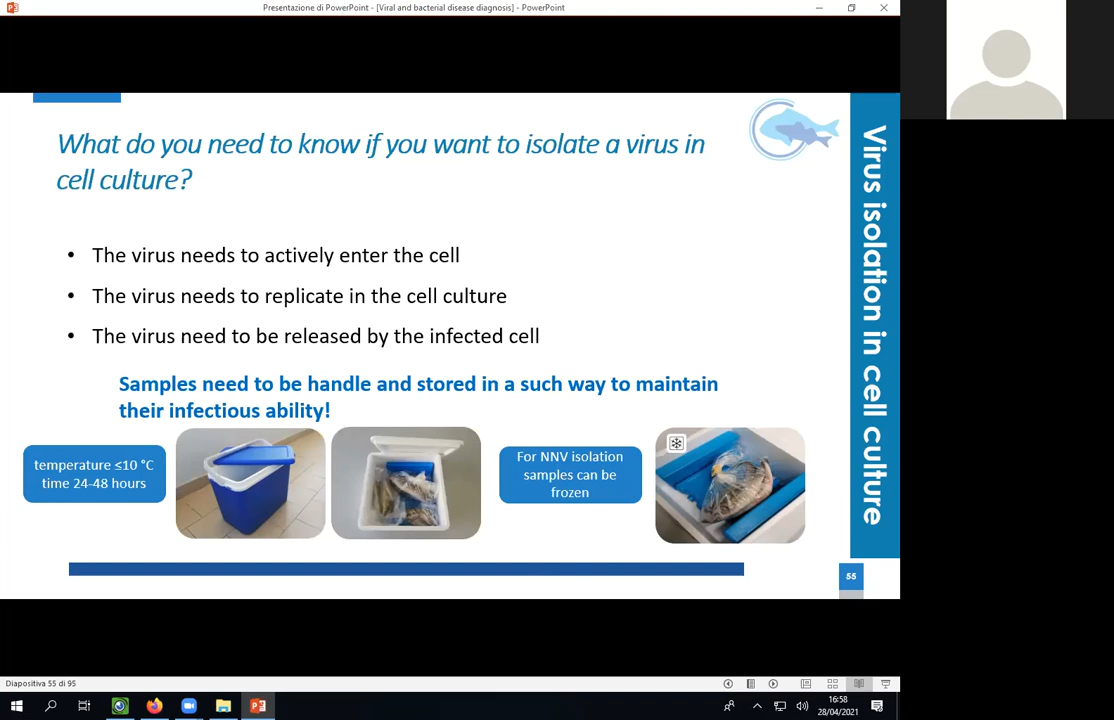 Presentazione di PowerPoint - [Viral and bacterial disease diagnosis] - PowerPoint
What do you need to know if you want to isolate a virus in
cell culture?
• The virus needs to actively enter the cell
• The virus needs to replicate in the cell culture
• The virus need to be released by the infected cell
Samples need to be handle and stored in a such way to maintain
their infectious ability!
temperature ≤10 °C
time 24-48 hours
For NNV isolation
samples can be
frozen
Virus isolation in cell culture
55
Diapositiva 55 di 95
16:58
28/04/2021